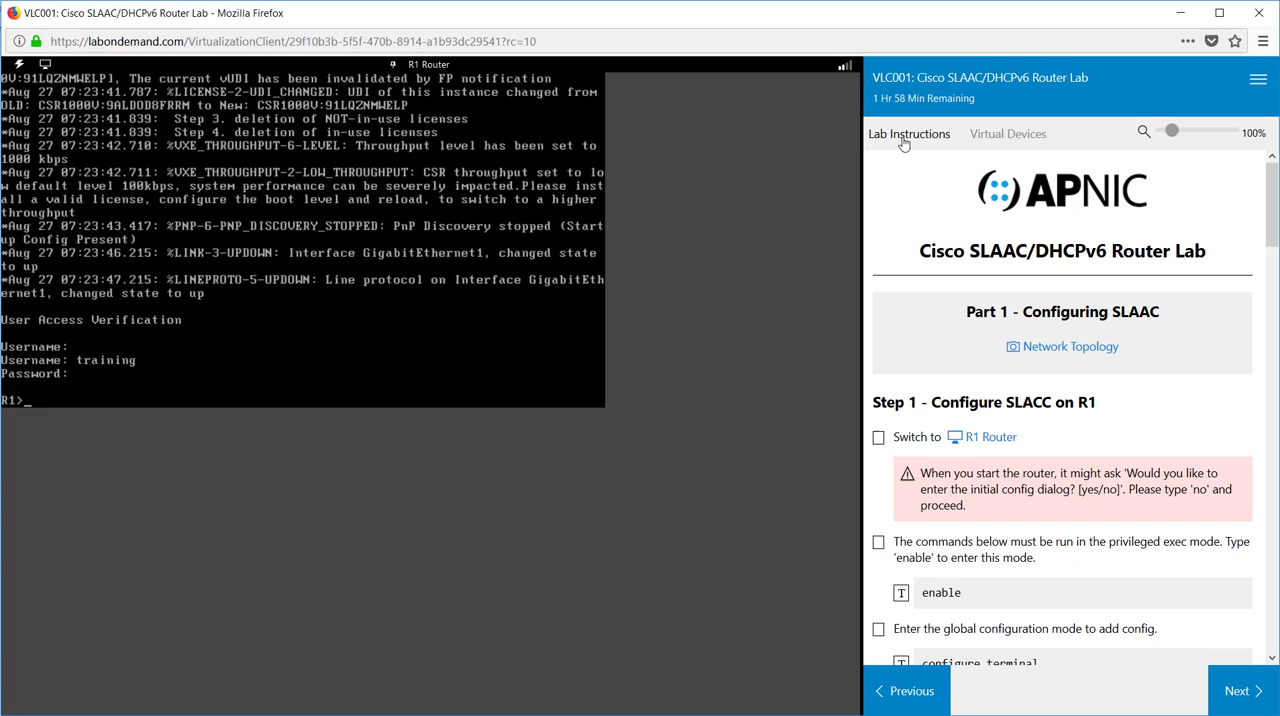 VLC001: Cisco SLAAC/DHCPv6 Router Lab - Mozilla Firefox
https://labondemand.com/VirtualizationClient/29f10b3b-5f5f-470b-8914-a1b93dc29541?rc=10
R1 Router
0V:91LQZNMWELP], The current vUDI has been invalidated by FP notification
*Aug 27 07:23:41.787: %LICENSE-2-UDI_CHANGED: UDI of this instance changed from
OLD: CSR1000V:9ALDOD8FRRM to New: CSR1000V:91LQZNMWELP
*Aug 27 07:23:41.839:  Step 3. deletion of NOT-in-use licenses
*Aug 27 07:23:41.839:  Step 4. deletion of in-use licenses
*Aug 27 07:23:42.710: %VXE_THROUGHPUT-6-LEVEL: Throughput level has been set to
1000 kbps
*Aug 27 07:23:42.711: %VXE_THROUGHPUT-2-LOW_THROUGHPUT: CSR throughput set to lo
w default level 100kbps, system performance can be severely impacted.Please inst
all a valid license, configure the boot level and reload, to switch to a higher
throughput
*Aug 27 07:23:43.417: %PNP-6-PNP_DISCOVERY_STOPPED: PnP Discovery stopped (Start
up Config Present)
*Aug 27 07:23:46.215: %LINK-3-UPDOWN: Interface GigabitEthernet1, changed state
to up
*Aug 27 07:23:47.215: %LINEPROTO-5-UPDOWN: Line protocol on Interface GigabitEth
ernet1, changed state to up
User Access Verification
Username:
Username: training
Password:
R1>_
VLC001: Cisco SLAAC/DHCPv6 Router Lab
1 Hr 58 Min Remaining
Lab Instructions
Virtual Devices
100%
APNIC
Cisco SLAAC/DHCPv6 Router Lab
Part 1 - Configuring SLAAC
Network Topology
Step 1 - Configure SLACC on R1
Switch to R1 Router
When you start the router, it might ask 'Would you like to
enter the initial config dialog? [yes/no]'. Please type 'no' and
proceed.
The commands below must be run in the privileged exec mode. Type
'enable' to enter this mode.
T enable
Enter the global configuration mode to add config.
T configure terminal
Previous
Next